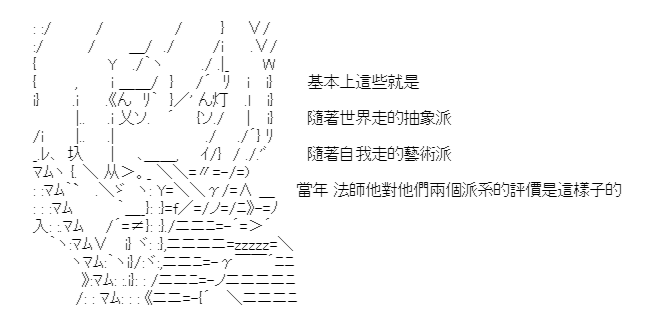 基本上這些就是
隨著世界走的抽象派
隨著自我走的藝術派
當年 法師他對他們兩個派系的評價是這樣子的